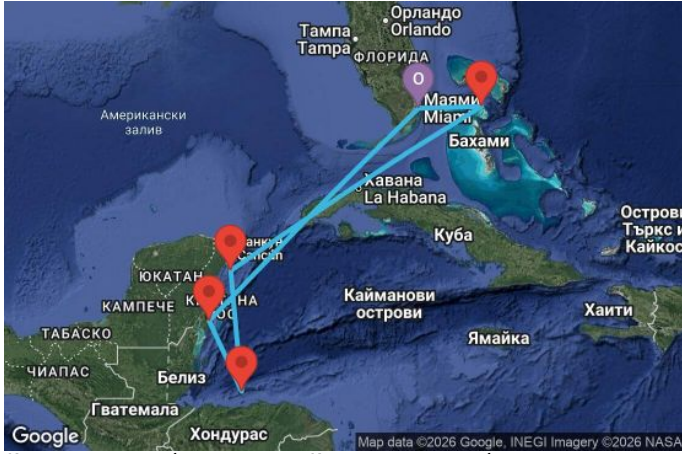 Орландо
Orlando
Тампа
Tampa
ФЛОРИДА
O
Маями
Miami
Американски
залив
Бахами
Хавана
La Habana
Острови
Търкс и
Кайкос
Cancún
Куба
ЮКАТАН
КАМПЕЧЕ
Кайманови
острови
Хаити
ТАБАСКО
Ямайка
ЧИАПАС
Белиз
Гватемала
Хондурас
Google
Map data ©2026 Google, INEGI Imagery ©2026 NASA